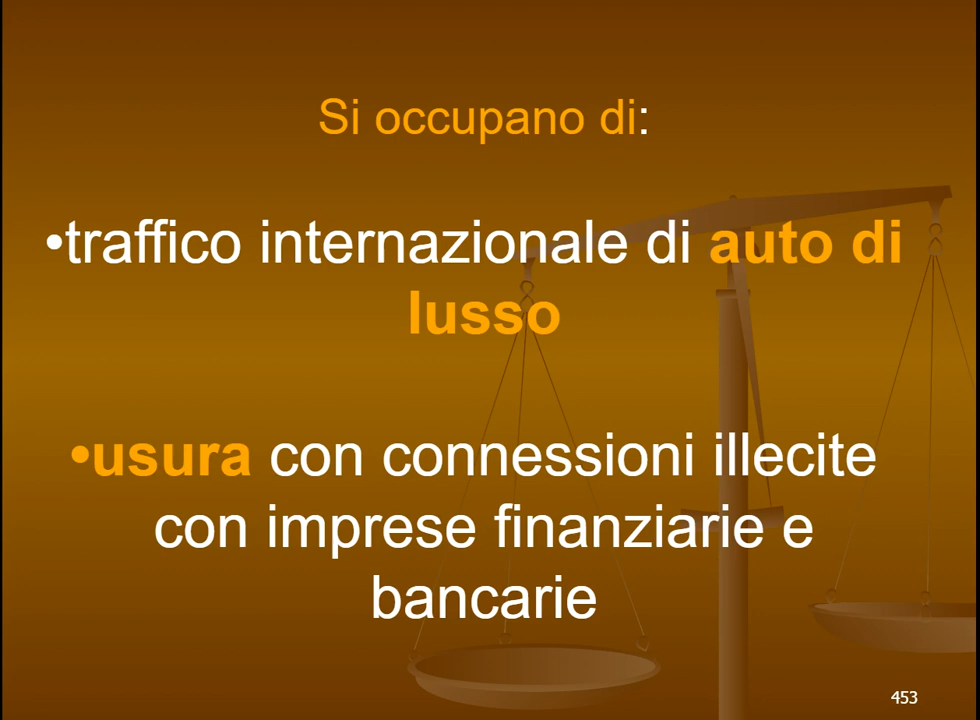 Si occupano di:
•traffico internazionale di auto di
lusso
•usura con connessioni illecite
con imprese finanziarie e
bancarie
453